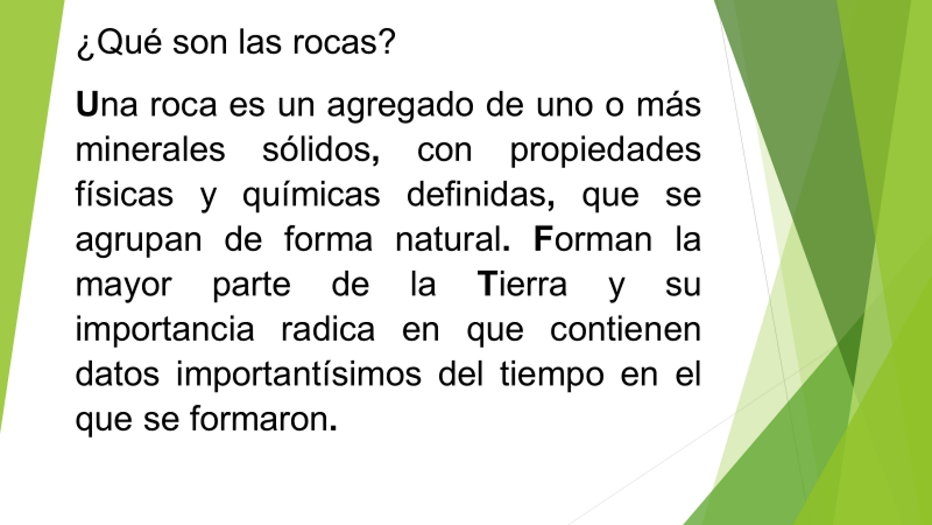 ¿Qué son las rocas?
Una roca es un agregado de uno o más
minerales sólidos, con propiedades
físicas y químicas definidas, que se
agrupan de forma natural. Forman la
mayor parte de la Tierra y su
importancia radica en que contienen
datos importantísimos del tiempo en el
que se formaron.